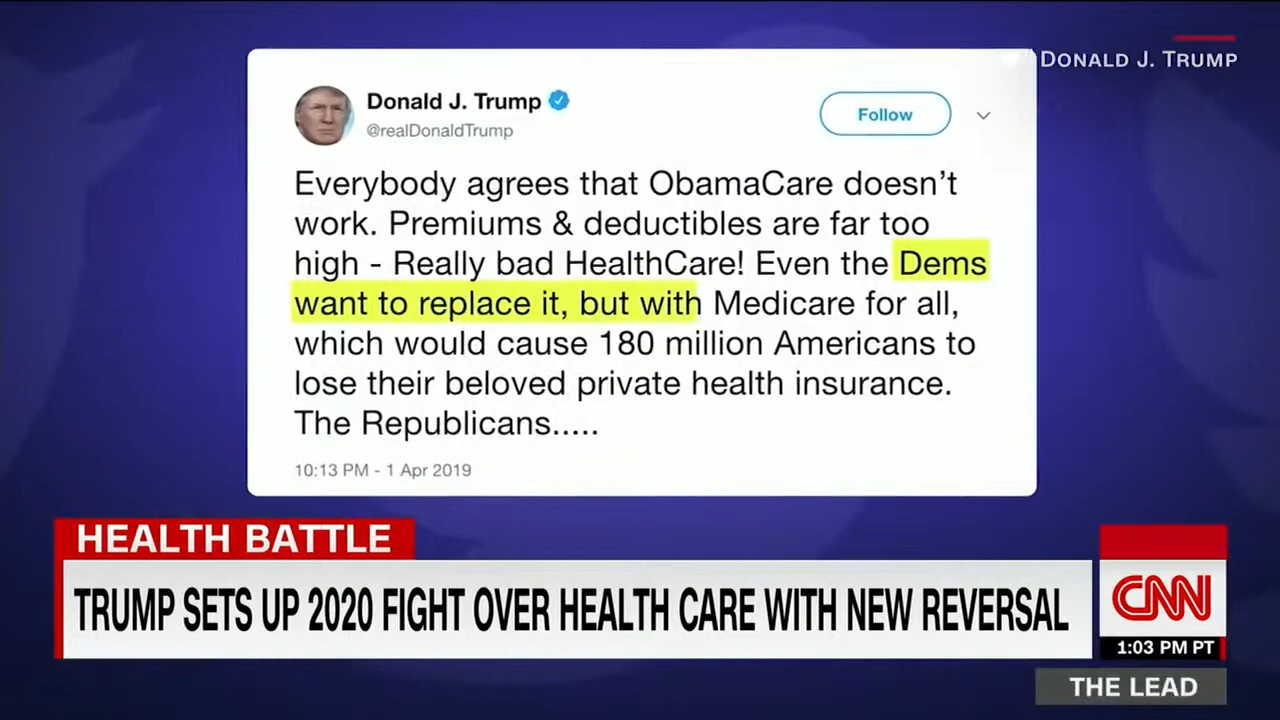 DONALD J. TRUMP
Donald J. Trump
@realDonaldTrump
Follow
Everybody agrees that ObamaCare doesn’t
work. Premiums & deductibles are far too
high - Really bad HealthCare! Even the Dems
want to replace it, but with Medicare for all,
which would cause 180 million Americans to
lose their beloved private health insurance.
The Republicans.....
10:13 PM - 1 Apr 2019
HEALTH BATTLE
TRUMP SETS UP 2020 FIGHT OVER HEALTH CARE WITH NEW REVERSAL
CNN
1:03 PM PT
THE LEAD